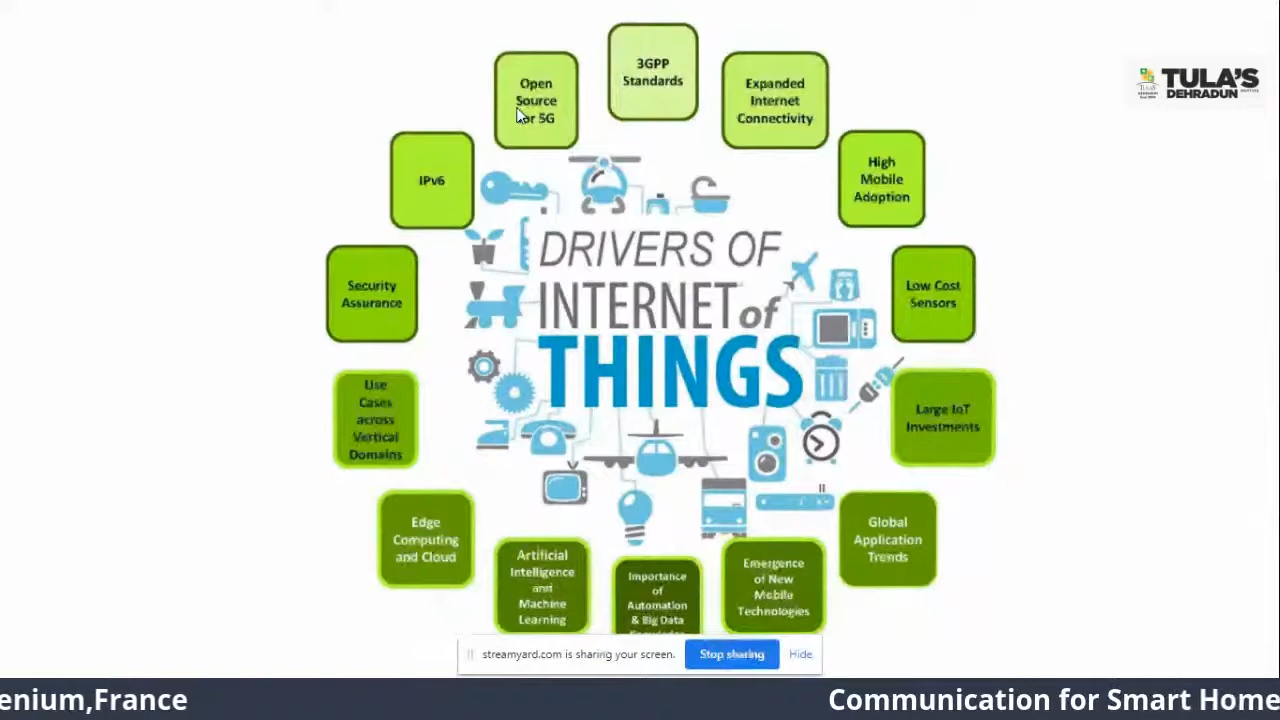 3GPP
Standards
Open
Source
for 5G
Expanded
Internet
Connectivity
TULA'S
DEHRADUN
IPv6
High
Mobile
Adoption
DRIVERS OF
INTERNET of
THINGS
Security
Assurance
Low Cost
Sensors
Use
Cases
across
Vertical
Domains
Large IoT
Investments
Edge
Computing
and Cloud
Global
Application
Trends
Artificial
Intelligence
and
Machine
Learning
Importance
of
Automation
& Big Data
Emergence
of New
Mobile
Technologies
streamyard.com is sharing your screen.
Stop sharing
Hide
enium,France
Communication for Smart Home